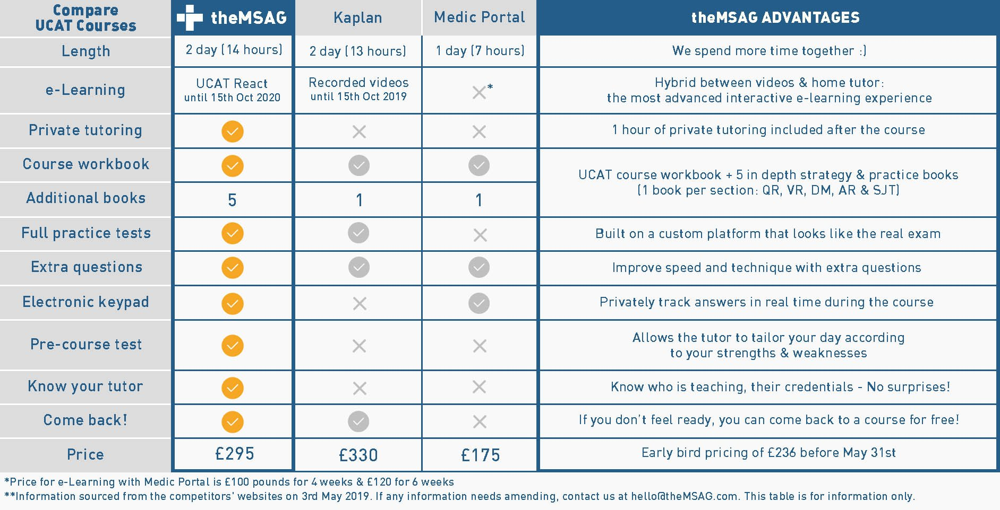 Compare
UCAT Courses
theMSAG
Kaplan
Medic Portal
theMSAG ADVANTAGES
Length
2 day (14 hours)
2 day (13 hours)
1 day (7 hours)
We spend more time together :)
e-Learning
UCAT React
until 15th Oct 2020
Recorded videos
until 15th Oct 2019
*
Hybrid between videos & home tutor:
the most advanced interactive e-learning experience
Private tutoring
1 hour of private tutoring included after the course
Course workbook
Additional books
5
1
1
UCAT course workbook + 5 in depth strategy & practice books
(1 book per section: QR, VR, DM, AR & SJT)
Full practice tests
Built on a custom platform that looks like the real exam
Extra questions
Improve speed and technique with extra questions
Electronic keypad
Privately track answers in real time during the course
Pre-course test
Allows the tutor to tailor your day according
to your strengths & weaknesses
Know your tutor
Know who is teaching, their credentials - No surprises!
Come back!
If you don't feel ready, you can come back to a course for free!
Price
£295
£330
£175
Early bird pricing of £236 before May 31st
*Price for e-Learning with Medic Portal is £100 pounds for 4 weeks & £120 for 6 weeks
**Information sourced from the competitors' websites on 3rd May 2019. If any information needs amending, contact us at hello@theMSAG.com. This table is for information only.